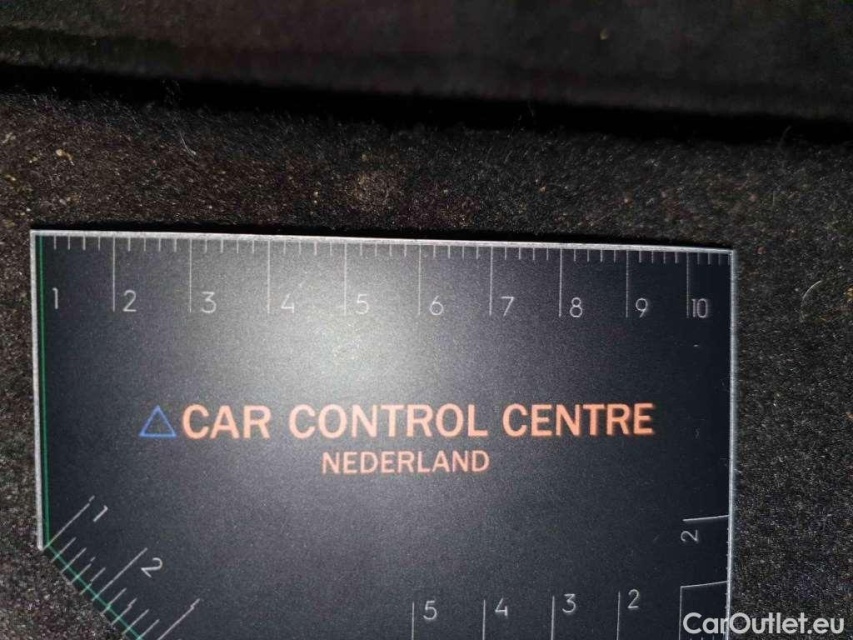 1 2 3 4 5 6 7 8 9 10
CAR CONTROL CENTRE
NEDERLAND
1
2
2
5 4 3 2
CarOutlet.eu